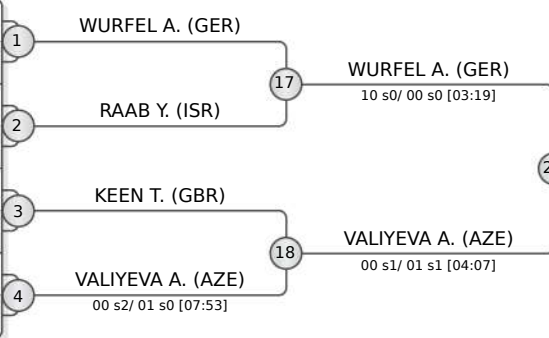 1
WURFEL A. (GER)
17
WURFEL A. (GER)
10 s0/ 00 s0 [03:19]
2
RAAB Y. (ISR)
3
KEEN T. (GBR)
18
VALIYEVA A. (AZE)
00 s1/ 01 s1 [04:07]
4
VALIYEVA A. (AZE)
00 s2/ 01 s0 [07:53]